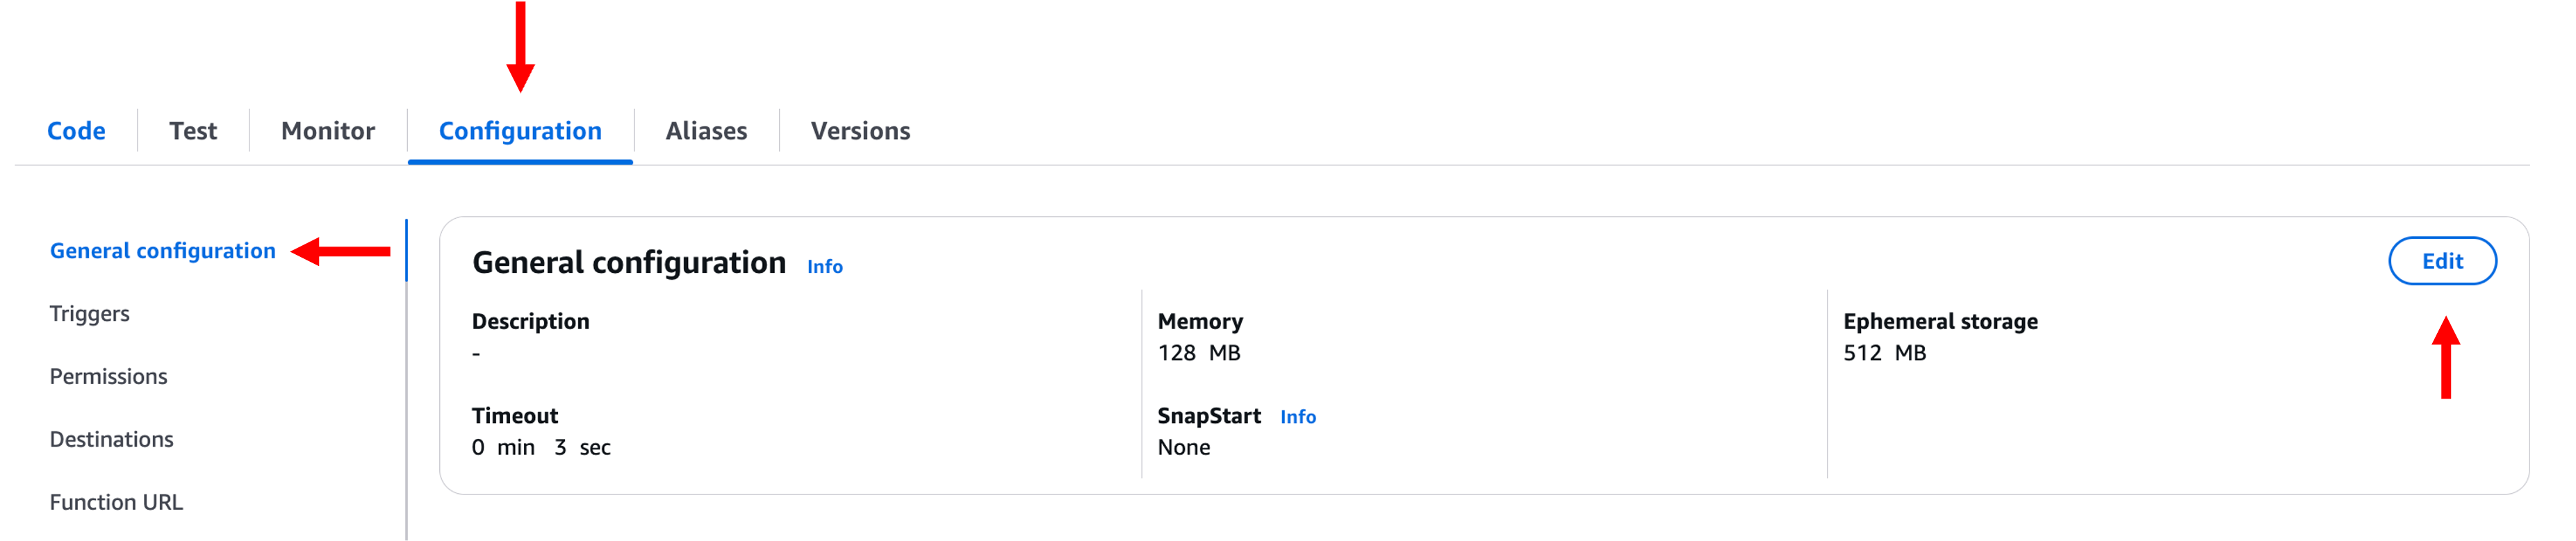 Code Test Monitor Configuration Aliases Versions
General configuration
Triggers
Permissions
Destinations
Function URL
General configuration Info
Edit
Description
-
Timeout
0 min 3 sec
Memory
128 MB
SnapStart Info
None
Ephemeral storage
512 MB